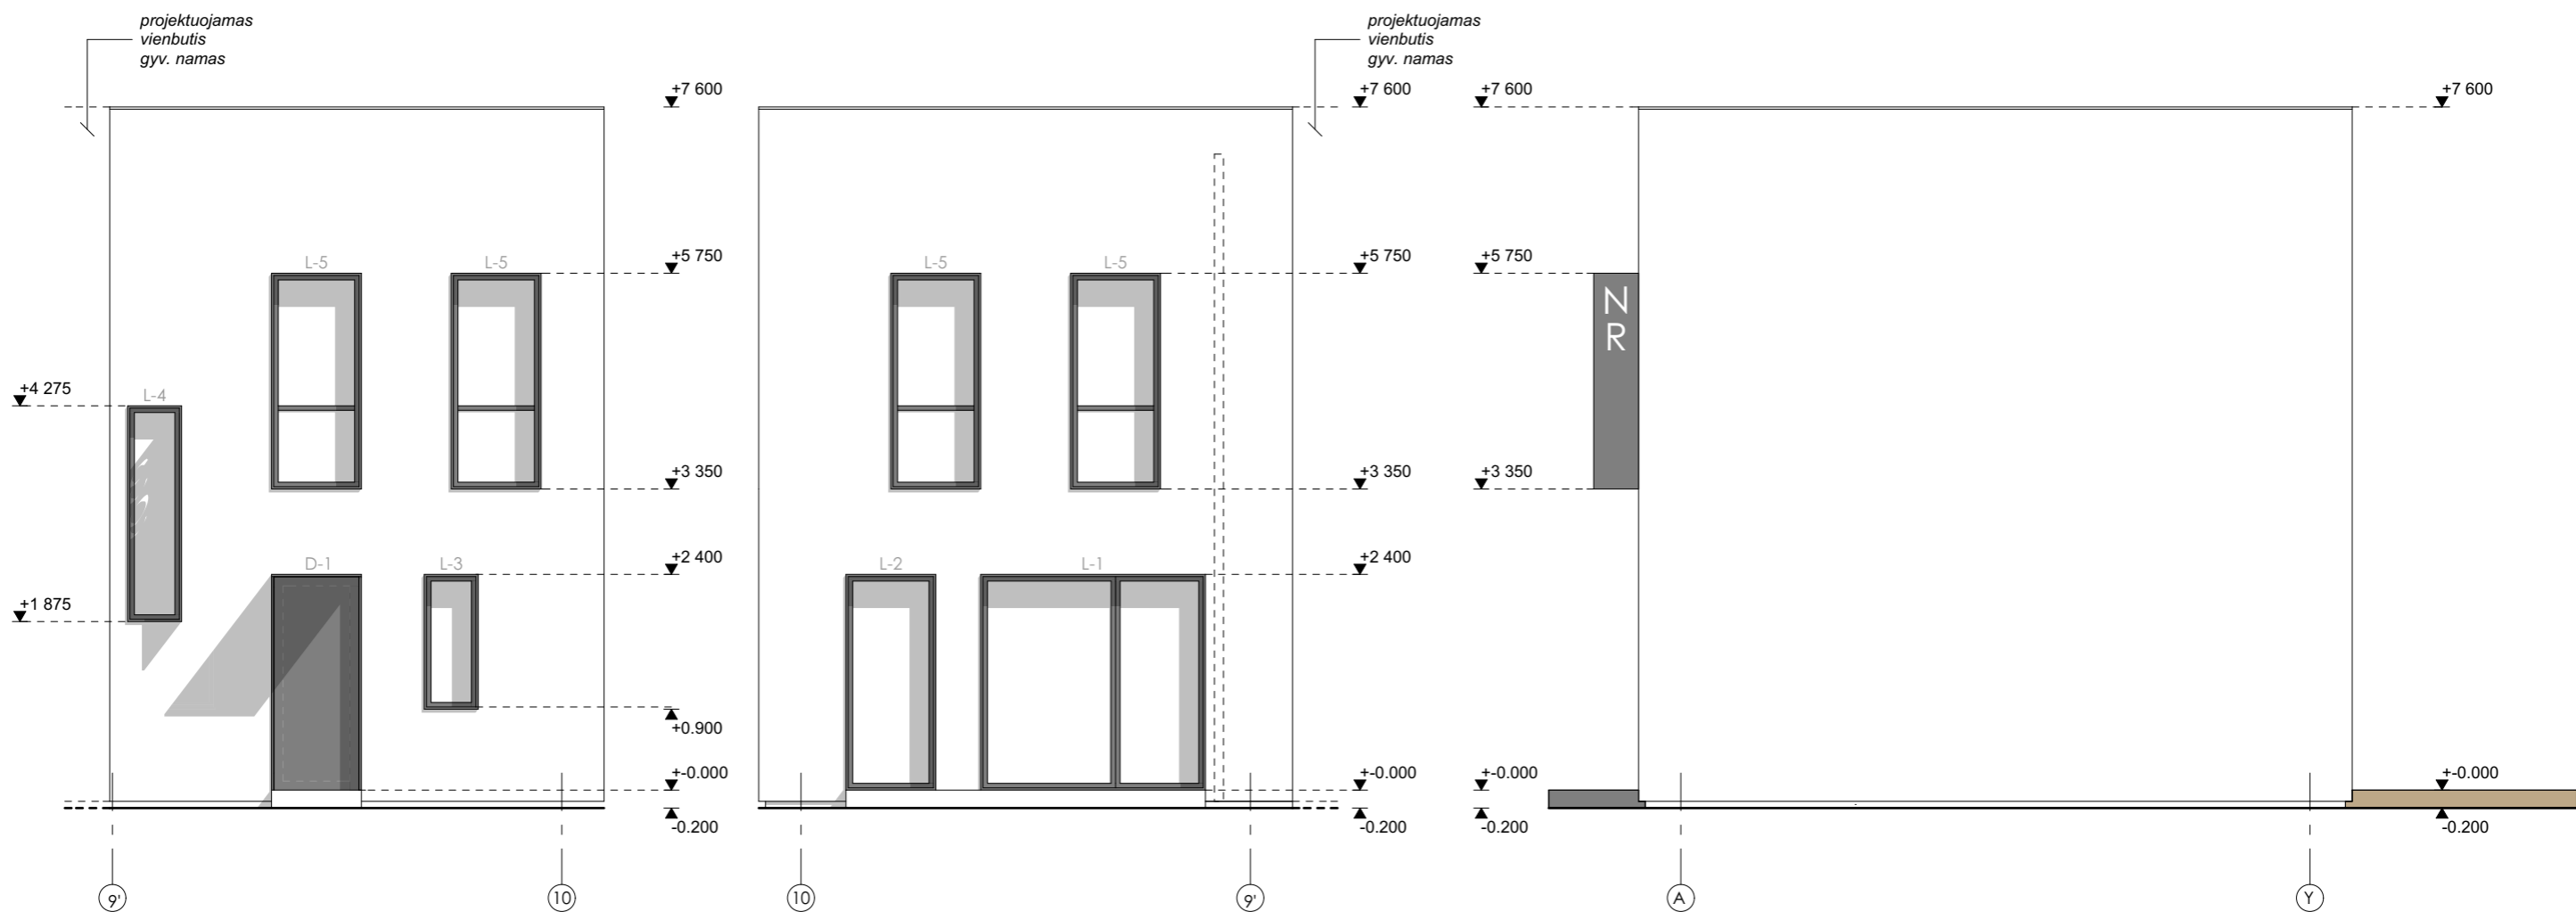 projektuojamas
vienbutis
gyv. namas
projektuojamas
vienbutis
gyv. namas
+7 600
+7 600
+7 600
+7 600
L-5
L-5
+5 750
L-5
L-5
+5 750
+5 750
N
R
+4 275
L-4
+3 350
+3 350
+3 350
D-1
L-3
+2 400
L-2
L-1
+2 400
+1 875
+0.900
+-0.000
+-0.000
+-0.000
+-0.000
-0.200
-0.200
-0.200
-0.200
9'
10
10
9'
A
Y